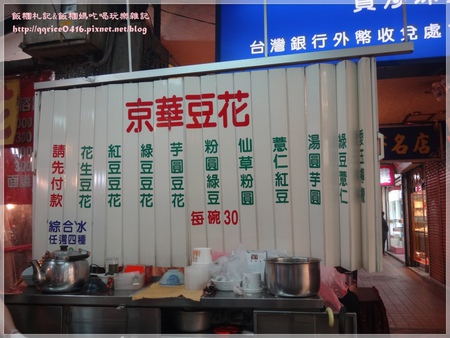 飯糰札記&飯糰媽吃喝玩樂雜記
http://qqrice0416.pixnet.net/blog
台灣銀行外幣收兌處
京華豆花
請先付款
花生豆花
紅豆豆花
綠豆豆花
芋圓豆花
粉圓綠豆
仙草粉圓
薏仁紅豆
湯圓芋圓
綠豆薏仁
每碗30
綜合冰
任選四種
名店